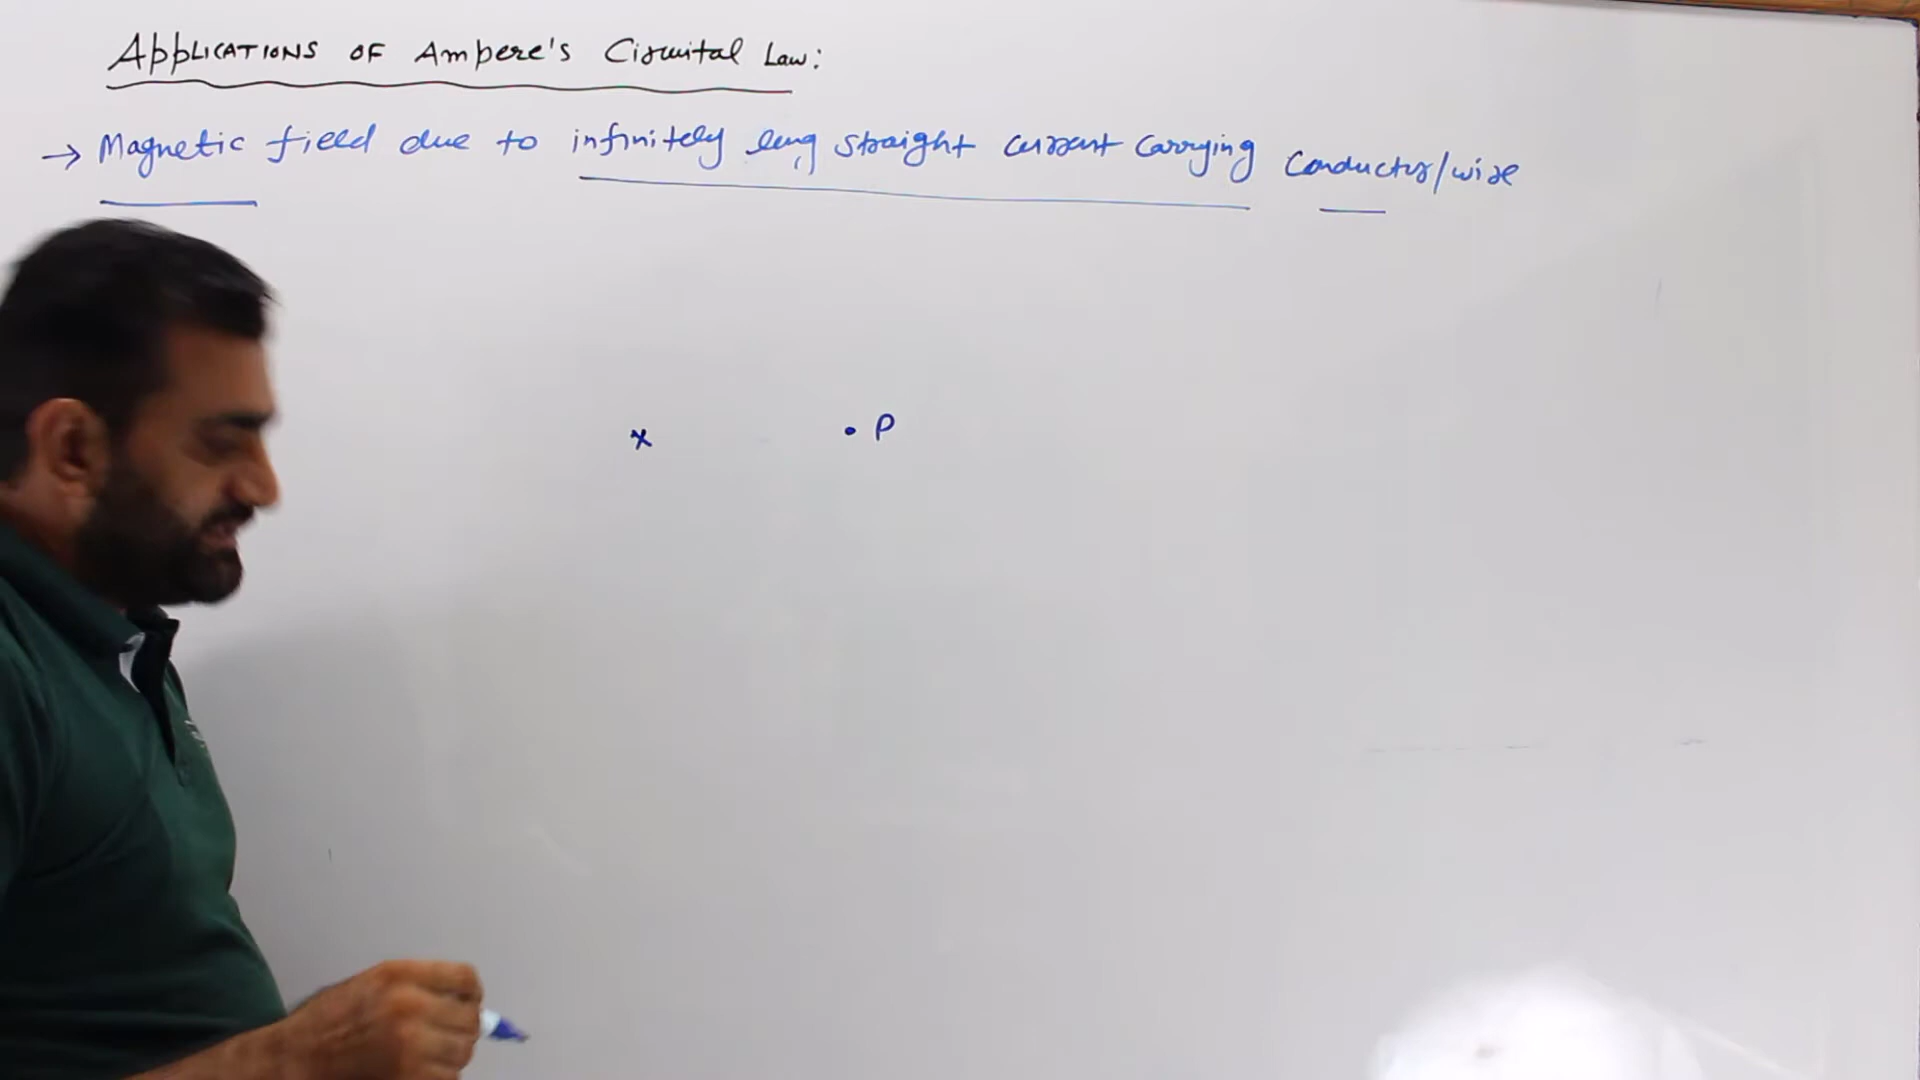 Applications of Ampere's Circuital Law:
→ Magnetic field due to infinitely long straight current carrying conductor/wire
x . P